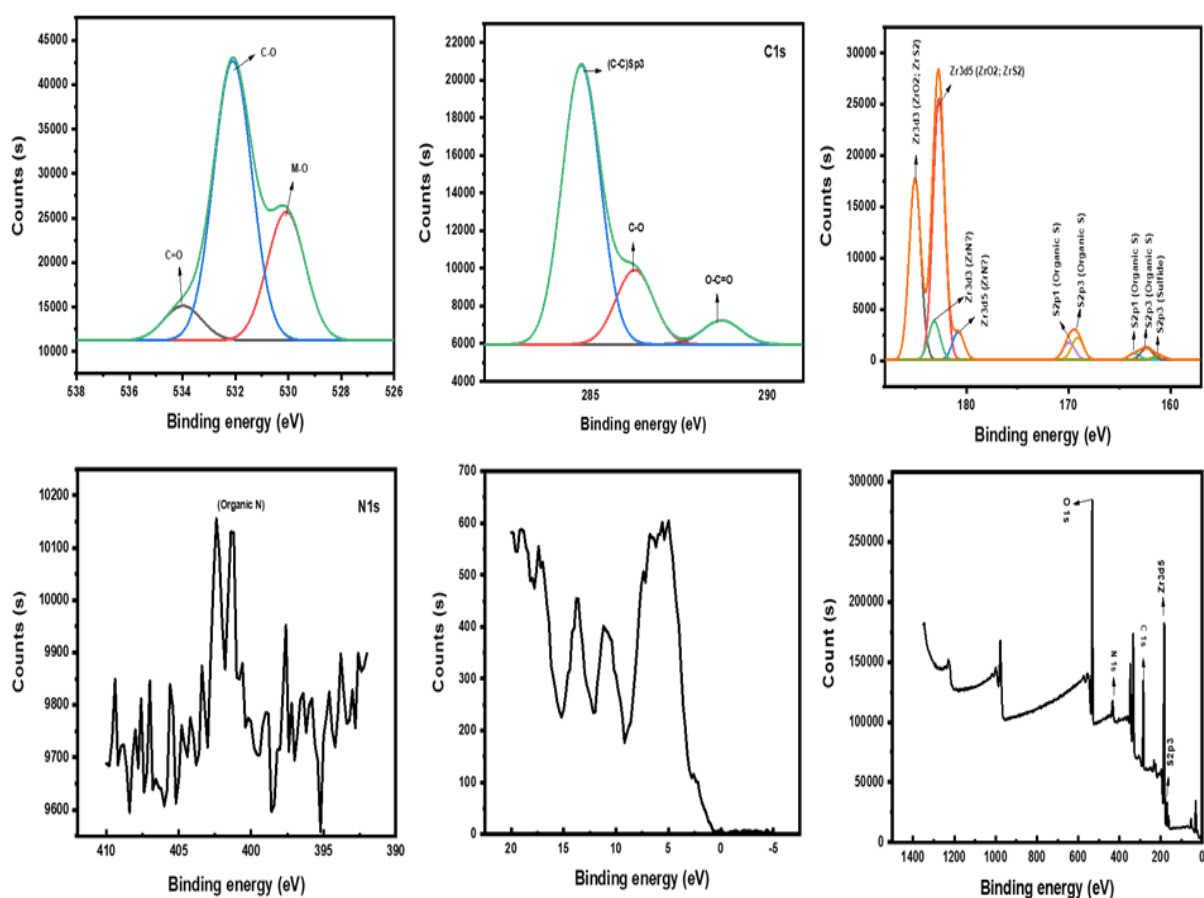 45000
40000
35000
30000
25000
20000
15000
10000
Counts (s)
C-O
M-O
C=O
538
536
534
532
530
528
526
Binding energy (eV)
22000
20000
18000
16000
14000
12000
10000
8000
6000
4000
Counts (s)
C1s
(C-C)Sp3
C-O
O-C=O
285
290
Binding energy (eV)
30000
25000
20000
15000
10000
5000
0
Counts (s)
Zr3d3 (ZrO2; ZrS2)
Zr3d5 (ZrO2; ZrS2)
Zr3d3 (ZrN?)
Zr3d5 (ZrN?)
S2p1 (Organic S)
S2p3 (Organic S)
S2p1 (Organic S)
S2p3 (Organic S)
S2p3 (Sulfide)
180
170
160
Binding energy (eV)
10200
10100
10000
9900
9800
9700
9600
Counts (s)
(Organic N)
N1s
410
405
400
395
390
Binding energy (eV)
700
600
500
400
300
200
100
0
Counts (s)
20
15
10
5
0
-5
Binding energy (eV)
300000
250000
200000
150000
100000
50000
0
Count (s)
O 1s
N 1s
C 1s
Zr3d5
S2p3
1400
1200
1000
800
600
400
200
0
Binding energy (eV)